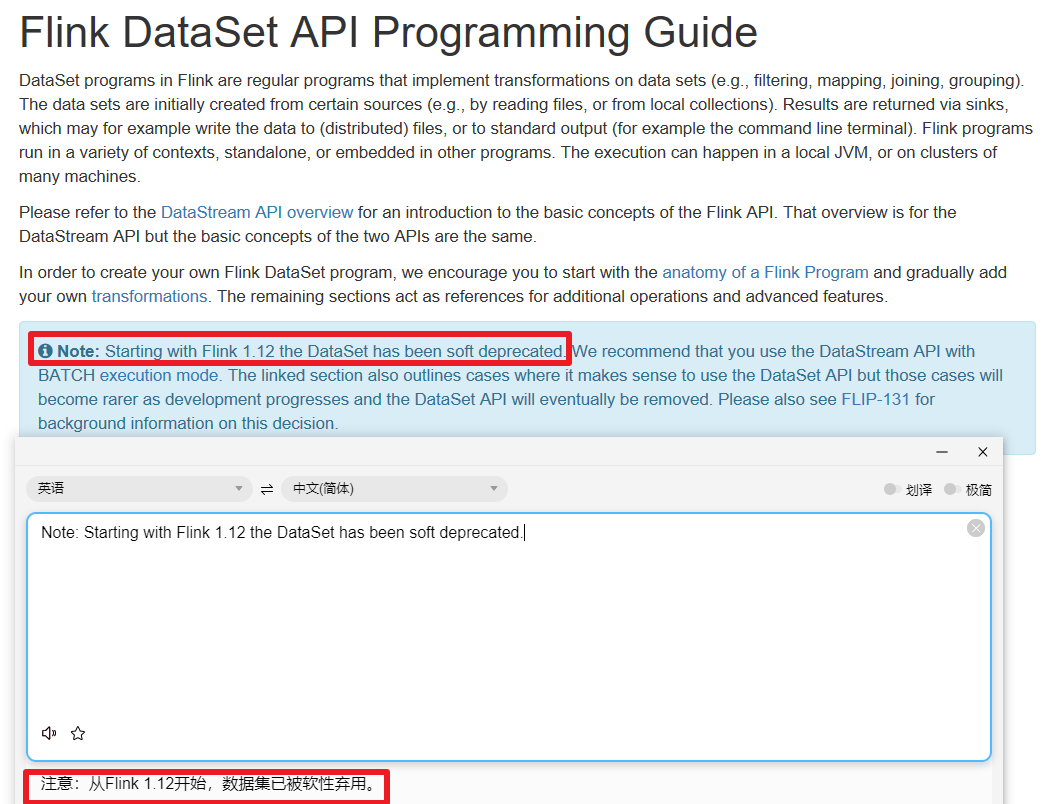 Flink DataSet API Programming Guide
DataSet programs in Flink are regular programs that implement transformations on data sets (e.g., filtering, mapping, joining, grouping).
The data sets are initially created from certain sources (e.g., by reading files, or from local collections). Results are returned via sinks,
which may for example write the data to (distributed) files, or to standard output (for example the command line terminal). Flink programs
run in a variety of contexts, standalone, or embedded in other programs. The execution can happen in a local JVM, or on clusters of
many machines.
Please refer to the DataStream API overview for an introduction to the basic concepts of the Flink API. That overview is for the
DataStream API but the basic concepts of the two APIs are the same.
In order to create your own Flink DataSet program, we encourage you to start with the anatomy of a Flink Program and gradually add
your own transformations. The remaining sections act as references for additional operations and advanced features.
Note: Starting with Flink 1.12 the DataSet has been soft deprecated. We recommend that you use the DataStream API with
BATCH execution mode. The linked section also outlines cases where it makes sense to use the DataSet API but those cases will
become rarer as development progresses and the DataSet API will eventually be removed. Please also see FLIP-131 for
background information on this decision.
英语 中文(简体) 划译 极简
Note: Starting with Flink 1.12 the DataSet has been soft deprecated.
注意：从Flink 1.12开始，数据集已被软性弃用。